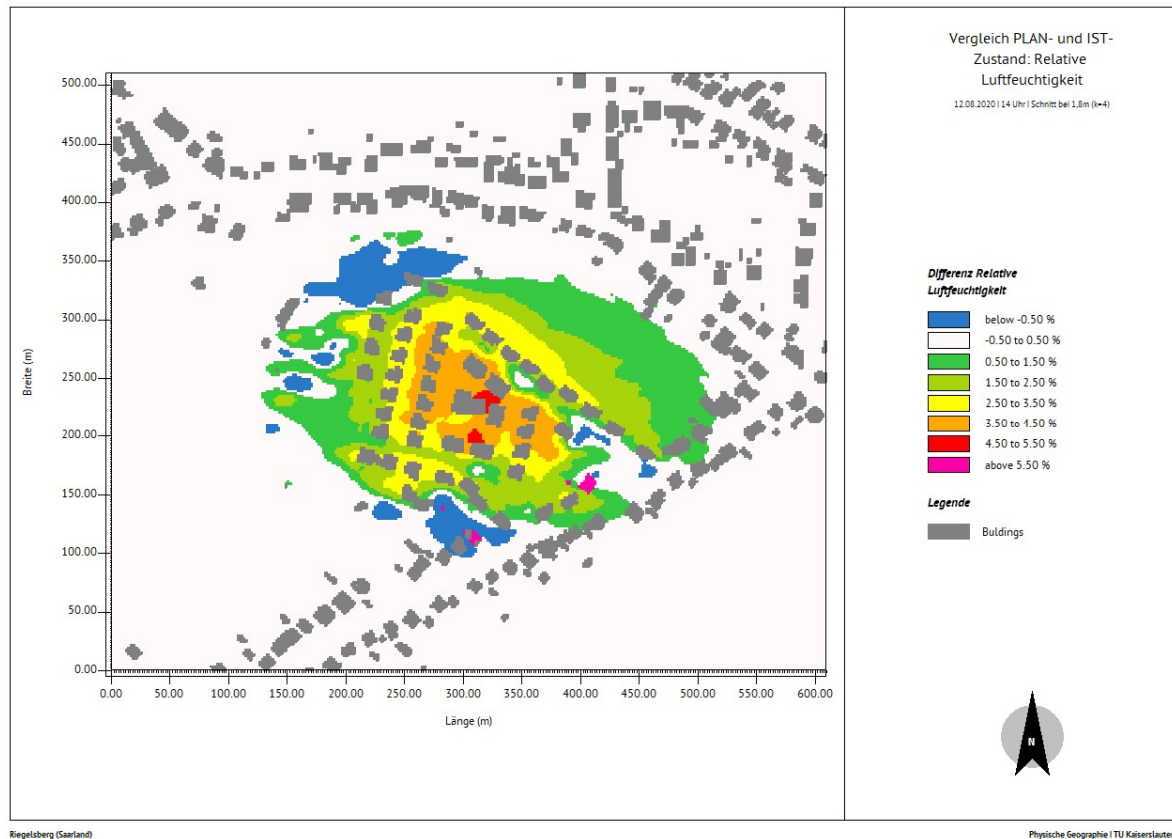 Vergleich PLAN- und IST-
Zustand: Relative
Luftfeuchtigkeit
12.08.2020 | 14 Uhr | Schnitt bei 1,8m (k=4)
500.00
450.00
400.00
350.00
300.00
250.00
200.00
150.00
100.00
50.00
0.00
Breite (m)
0.00 50.00 100.00 150.00 200.00 250.00 300.00 350.00 400.00 450.00 500.00 550.00 600.00
Länge (m)
Differenz Relative
Luftfeuchtigkeit
below -0.50 %
-0.50 to 0.50 %
0.50 to 1.50 %
1.50 to 2.50 %
2.50 to 3.50 %
3.50 to 4.50 %
4.50 to 5.50 %
above 5.50 %
Legende
Buldings
N
Riegelsberg (Saarland)
Physische Geographie | TU Kaiserslauter